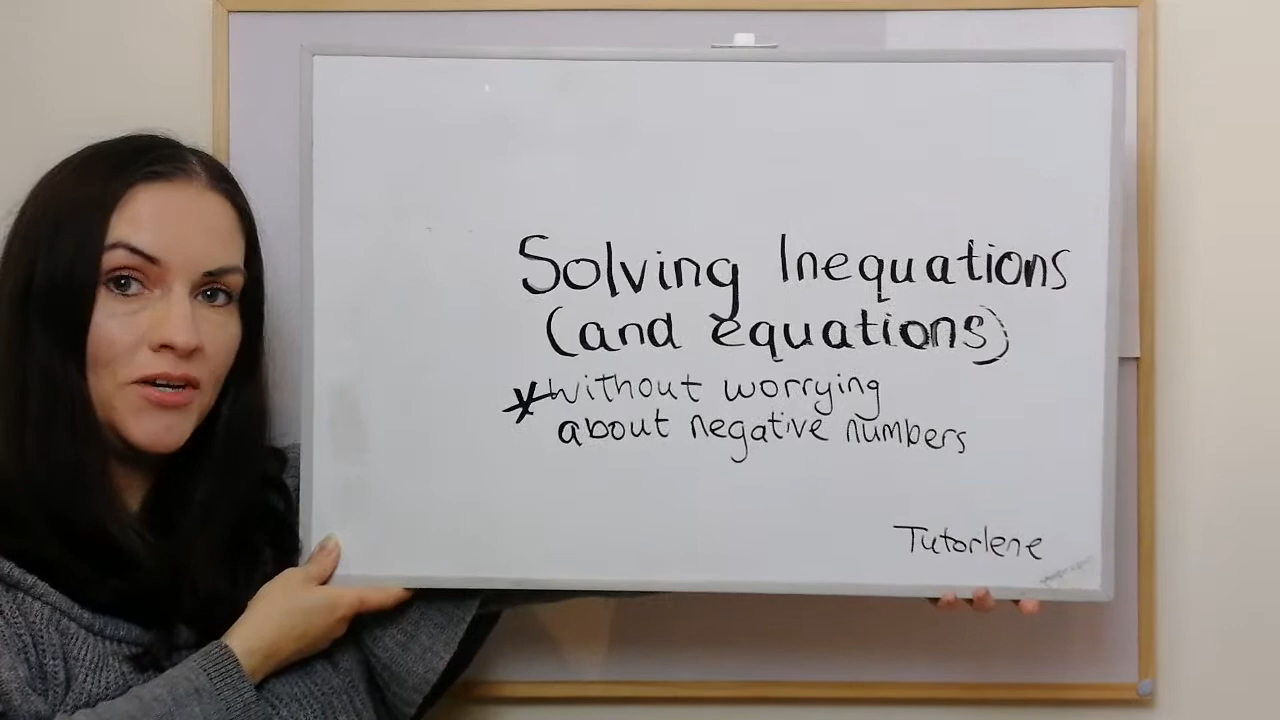 Solving Inequations
(and equations)
*without worrying
about negative numbers
Tutorlene